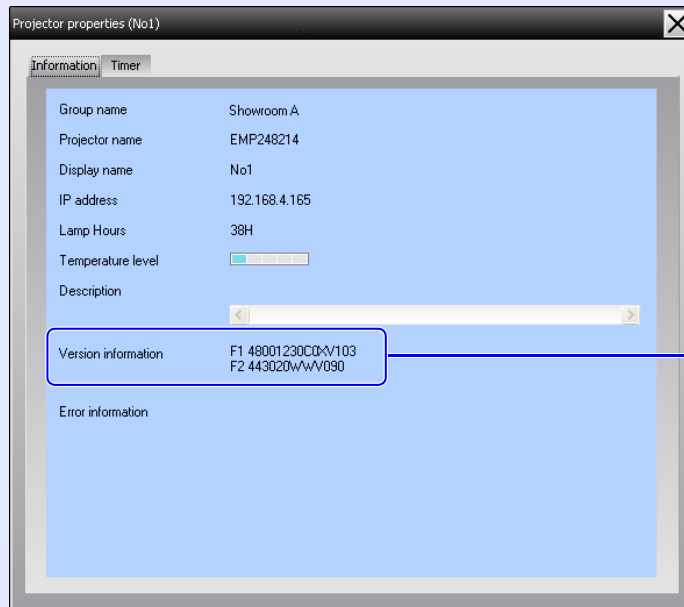 Projector properties (No1)
Information Timer
Group name Showroom A
Projector name EMP248214
Display name No1
IP address 192.168.4.165
Lamp Hours 38H
Temperature level
Description
Version information F1 48001230C0XV103
F2 443020WWV090
Error information